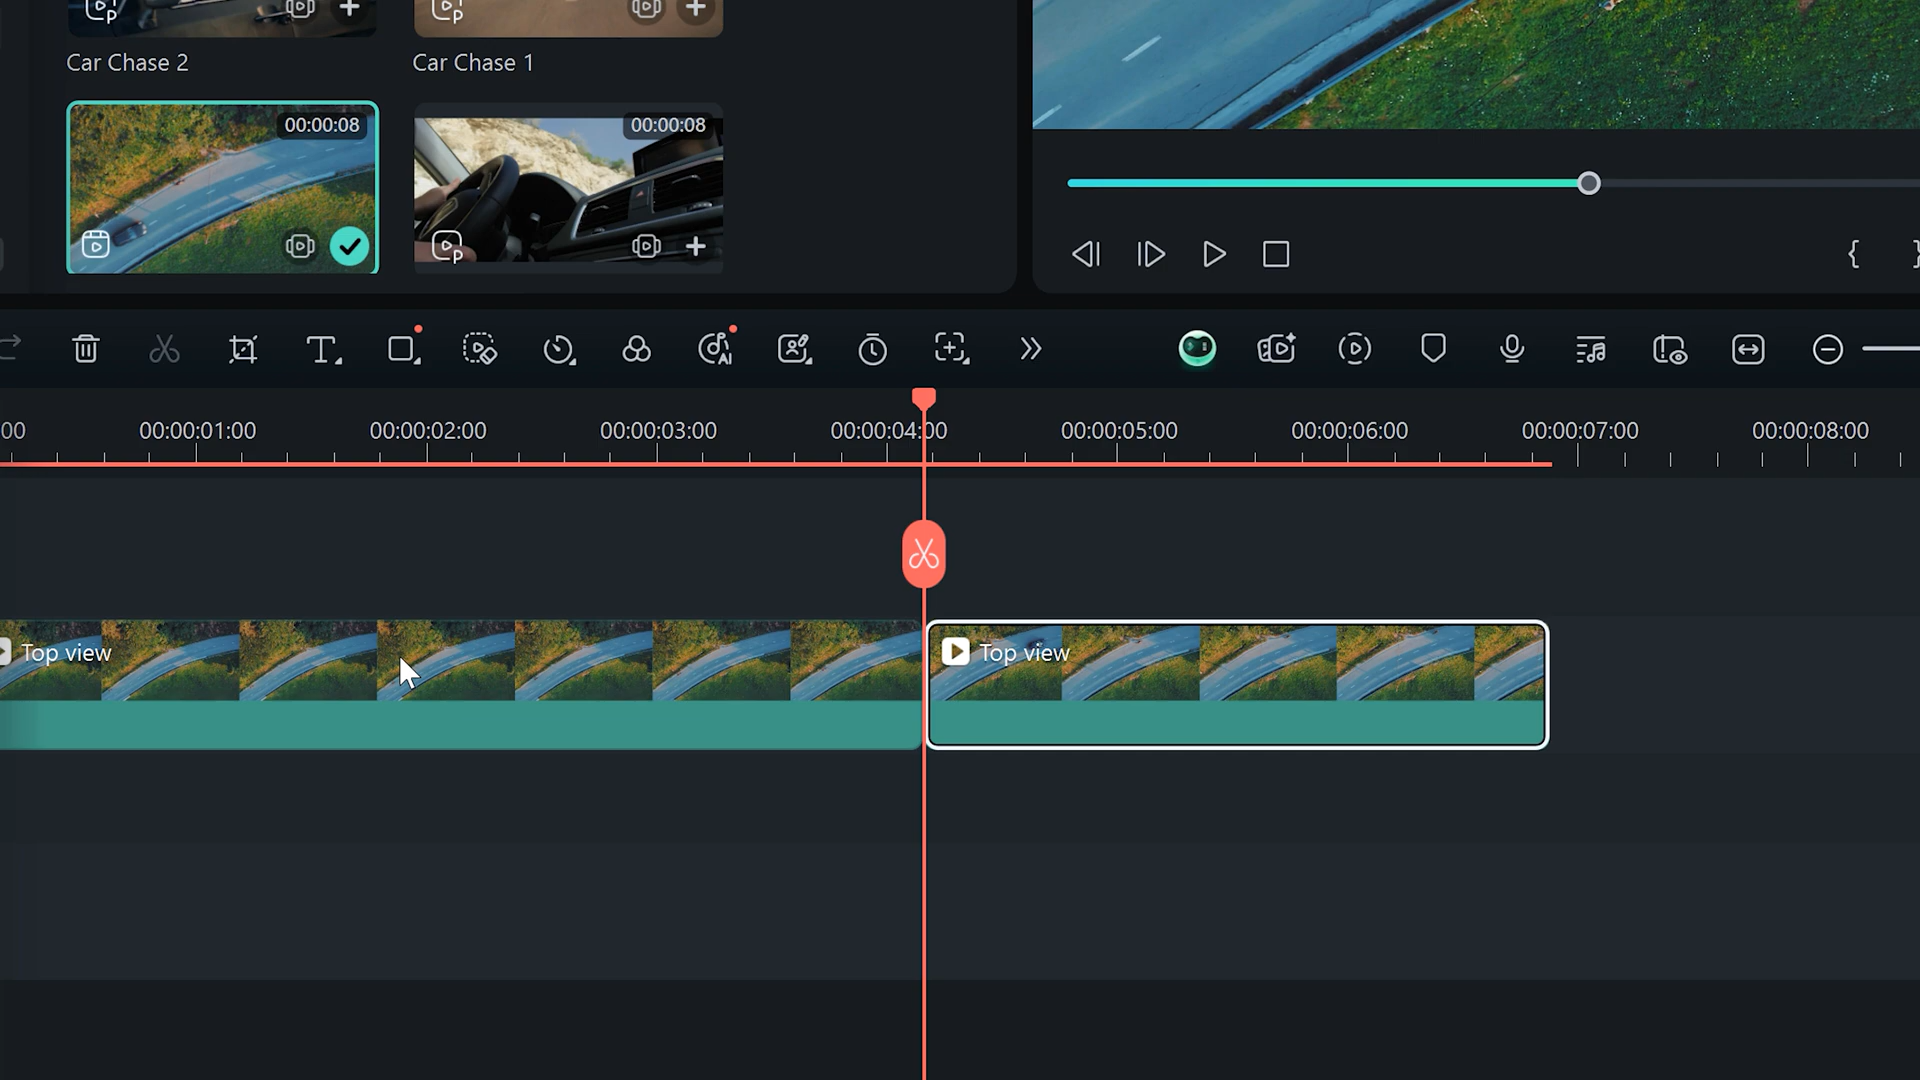 Car Chase 2
Car Chase 1
00:00:08
00:00:08
{
}
T
AI
00
00:00:01:00
00:00:02:00
00:00:03:00
00:00:04:00
00:00:05:00
00:00:06:00
00:00:07:00
00:00:08:00
Top view
Top view